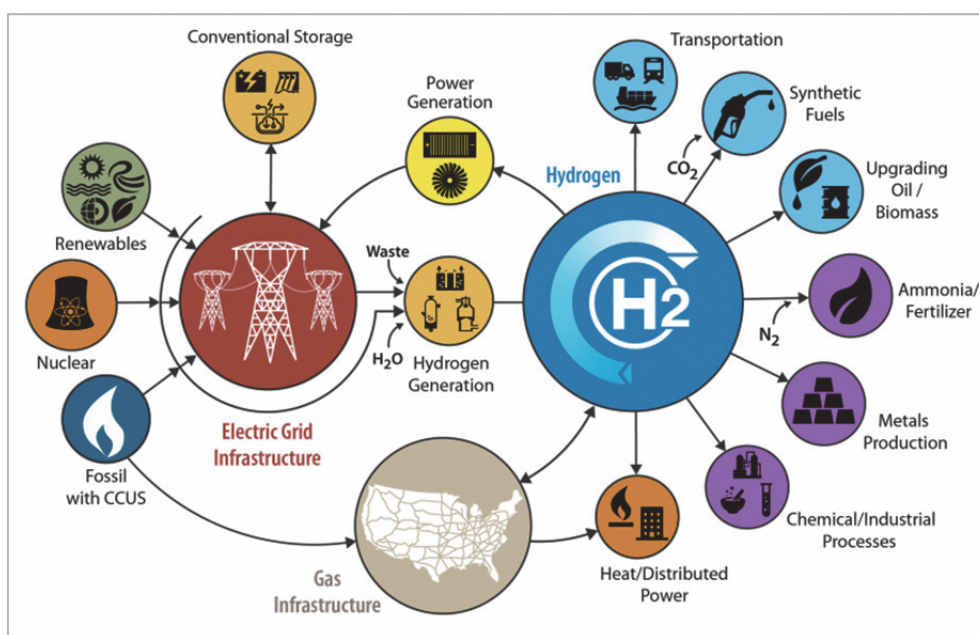 Conventional Storage
Transportation
Power
Generation
Synthetic
Fuels
CO2
Hydrogen
Upgrading
Oil /
Biomass
Renewables
Waste
H2
Ammonia/
Fertilizer
N2
Nuclear
H2O
Hydrogen
Generation
Metals
Production
Electric Grid
Infrastructure
Fossil
with CCUS
Chemical/Industrial
Processes
Gas
Infrastructure
Heat/Distributed
Power